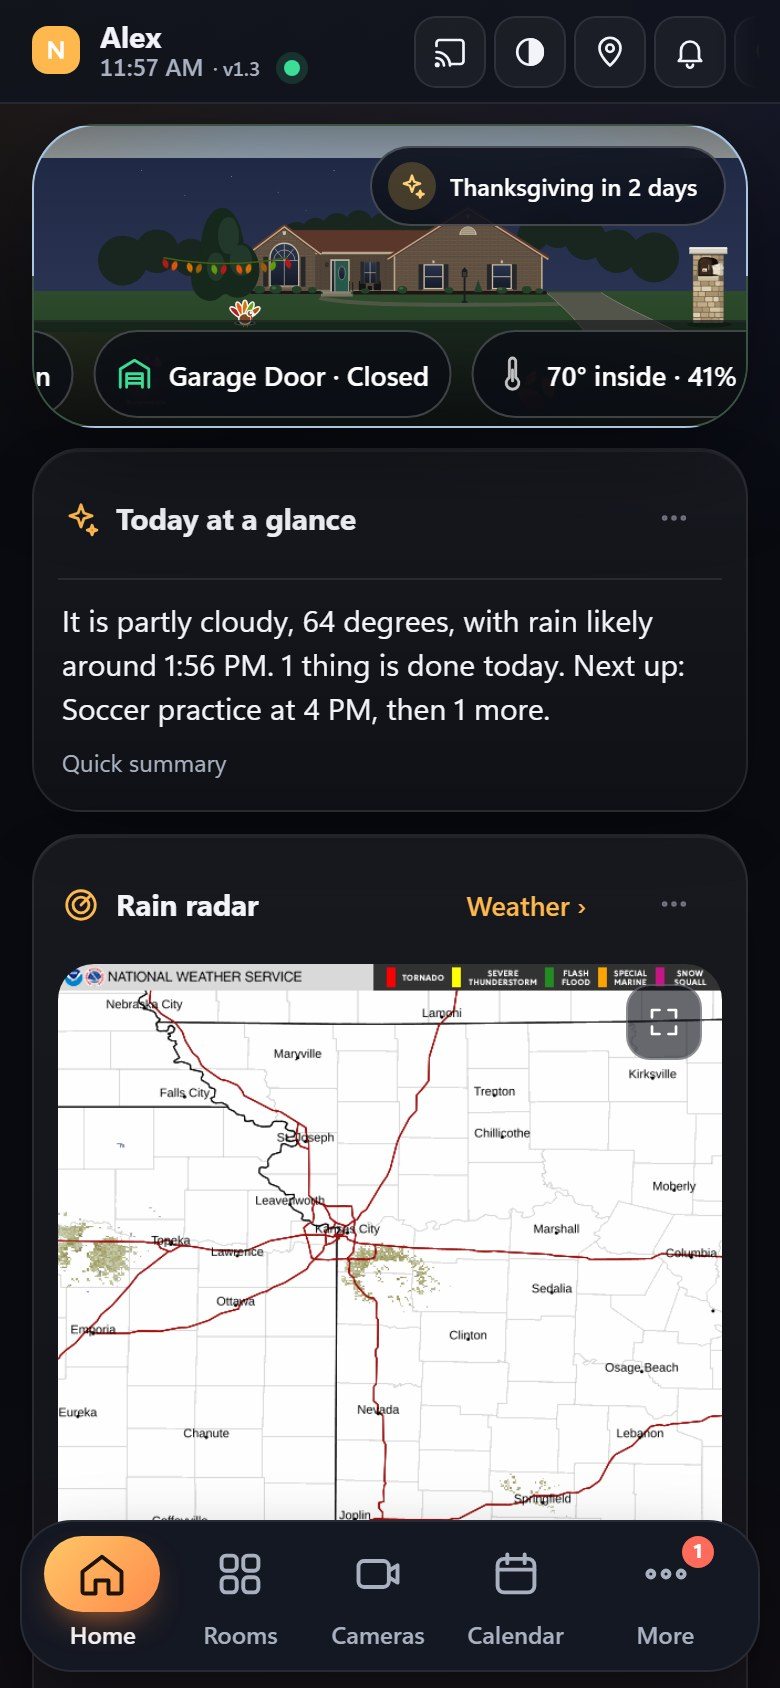 N
Alex
11:57 AM · v1.3
Thanksgiving in 2 days
n
Garage Door · Closed
70° inside · 41%
Today at a glance
It is partly cloudy, 64 degrees, with rain likely
around 1:56 PM. 1 thing is done today. Next up:
Soccer practice at 4 PM, then 1 more.
Quick summary
Rain radar
Weather ›
NATIONAL WEATHER SERVICE
TORNADO
SEVERE
THUNDERSTORM
FLASH
FLOOD
SPECIAL
MARINE
SNOW
SQUALL
Nebraska City
Lamoni
Maryville
Kirksville
Falls City
Trenton
St Joseph
Chillicothe
Leavenworth
Moberly
Kansas City
Marshall
Topeka
Lawrence
Columbia
Sedalia
Ottawa
Emporia
Clinton
Osage Beach
Eureka
Nevada
Chanute
Lebanon
Springfield
Joplin
1
Home
Rooms
Cameras
Calendar
More